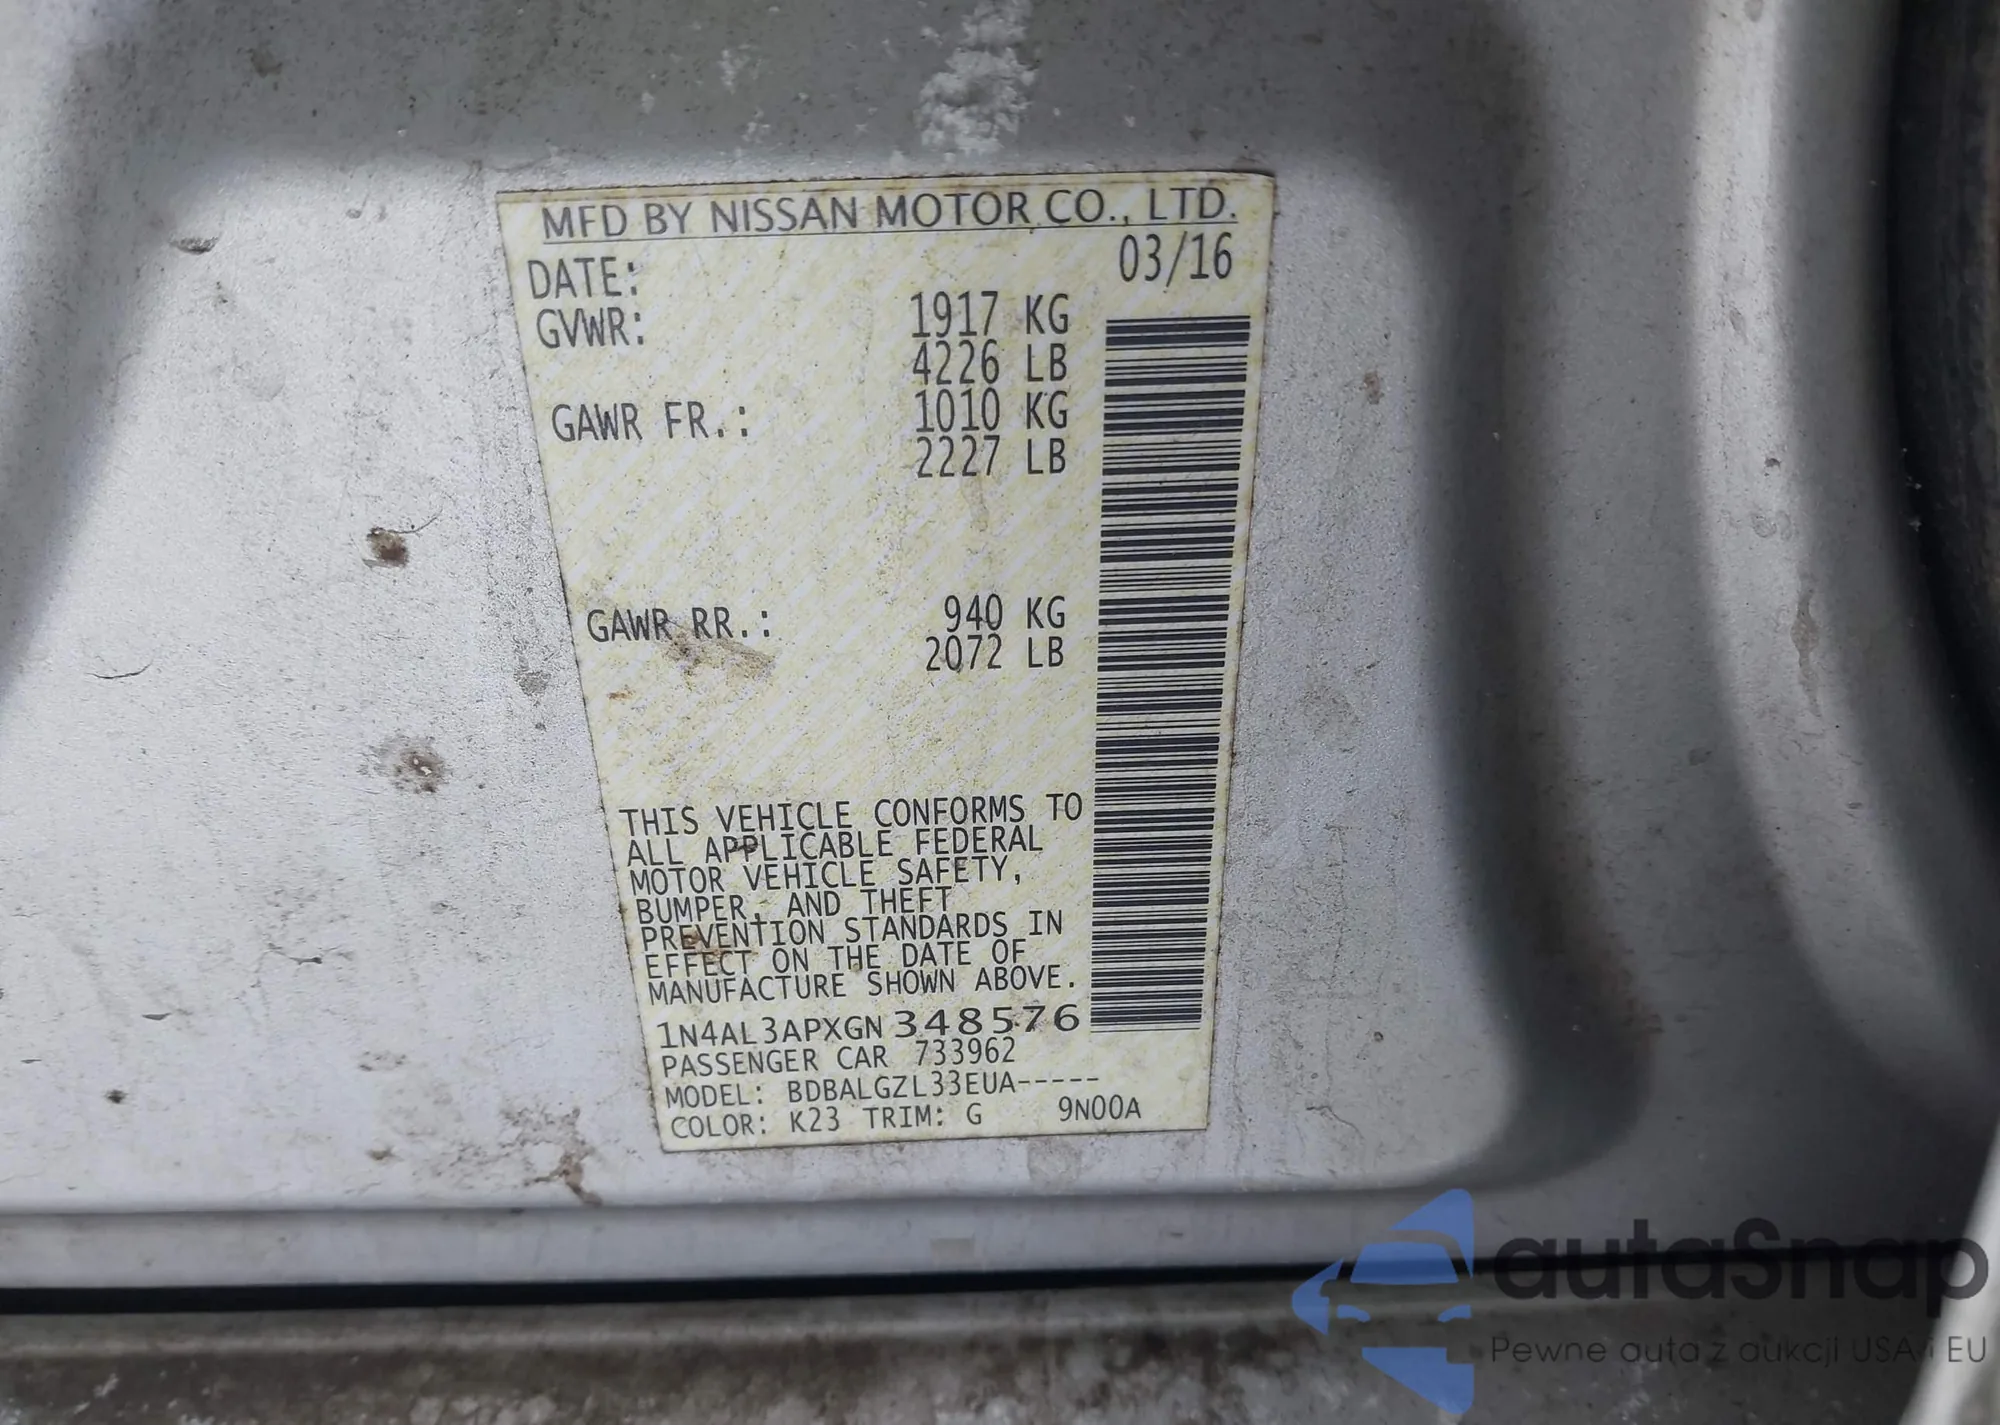 MFD BY NISSAN MOTOR CO., LTD.
DATE: 03/16
GVWR: 1917 KG
4226 LB
GAWR FR.: 1010 KG
2227 LB
GAWR RR.: 940 KG
2072 LB
THIS VEHICLE CONFORMS TO
ALL APPLICABLE FEDERAL
MOTOR VEHICLE SAFETY,
BUMPER, AND THEFT
PREVENTION STANDARDS IN
EFFECT ON THE DATE OF
MANUFACTURE SHOWN ABOVE.
1N4AL3APXGN348576
PASSENGER CAR 733962
MODEL: BDBALGZL33EUA-----
COLOR: K23 TRIM: G 9N00A
autaSnap
Pewne auta z aukcji USA i EU